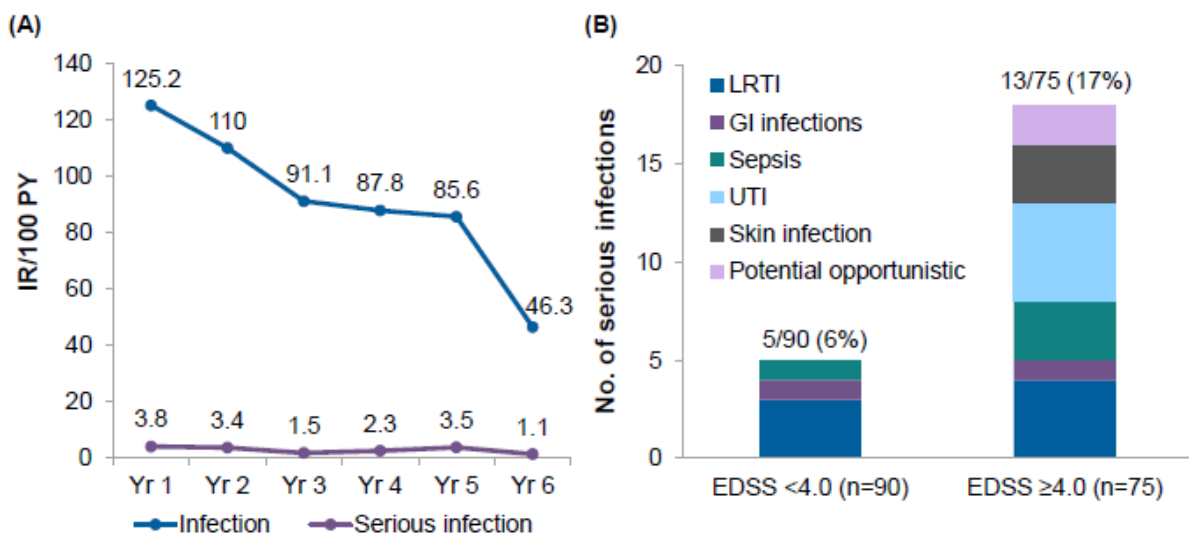 (A)
140
120
100
80
60
40
20
0
IR/100 PY
125.2
110
91.1
87.8
85.6
46.3
3.8
3.4
1.5
2.3
3.5
1.1
Yr 1 Yr 2 Yr 3 Yr 4 Yr 5 Yr 6
Infection Serious infection
(B)
20
15
10
5
0
No. of serious infections
LRTI
GI infections
Sepsis
UTI
Skin infection
Potential opportunistic
5/90 (6%)
13/75 (17%)
EDSS <4.0 (n=90) EDSS ≥4.0 (n=75)